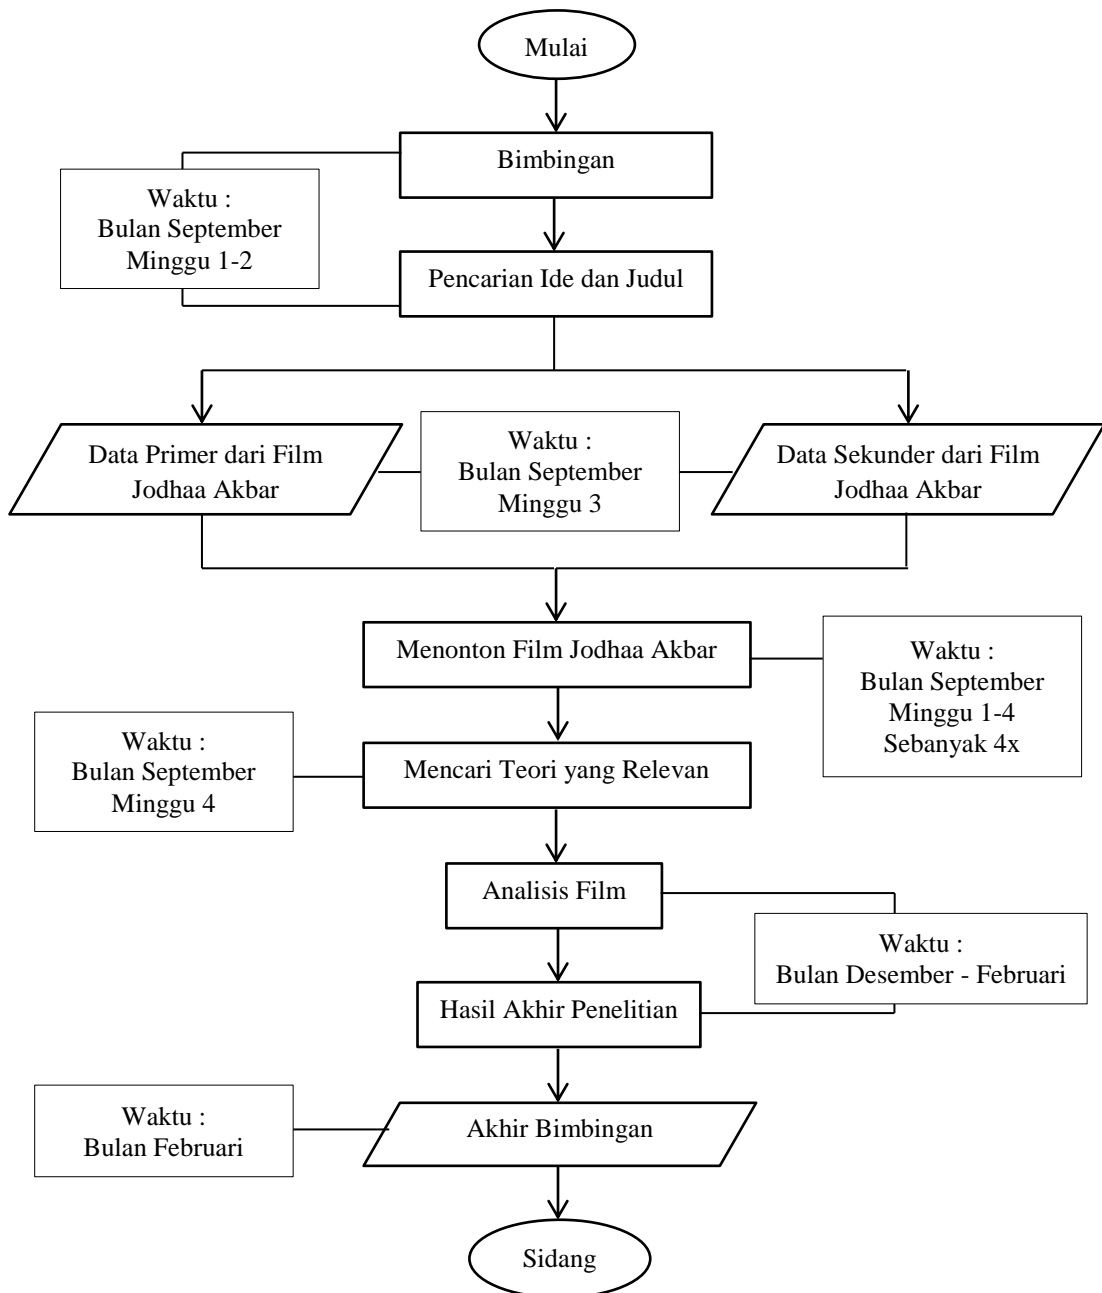 Mulai
Bimbingan
Waktu :
Bulan September
Minggu 1-2
Pencarian Ide dan Judul
Data Primer dari Film
Jodhaa Akbar
Waktu :
Bulan September
Minggu 3
Data Sekunder dari Film
Jodhaa Akbar
Menonton Film Jodhaa Akbar
Waktu :
Bulan September
Minggu 1-4
Sebanyak 4x
Waktu :
Bulan September
Minggu 4
Mencari Teori yang Relevan
Analisis Film
Waktu :
Bulan Desember - Februari
Hasil Akhir Penelitian
Waktu :
Bulan Februari
Akhir Bimbingan
Sidang